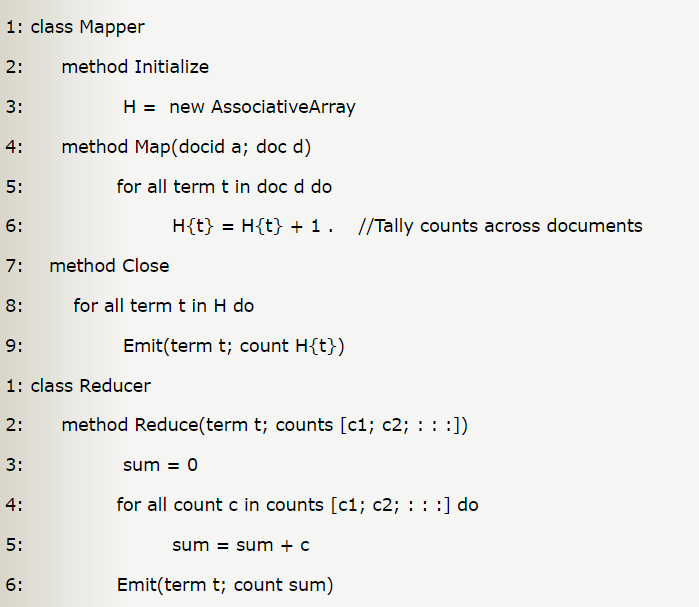 1: class Mapper
2: method Initialize
3: H = new AssociativeArray
4: method Map(docid a; doc d)
5: for all term t in doc d do
6: H{t} = H{t} + 1 . //Tally counts across documents
7: method Close
8: for all term t in H do
9: Emit(term t; count H{t})
1: class Reducer
2: method Reduce(term t; counts [c1; c2; : : :])
3: sum = 0
4: for all count c in counts [c1; c2; : : :] do
5: sum = sum + c
6: Emit(term t; count sum)